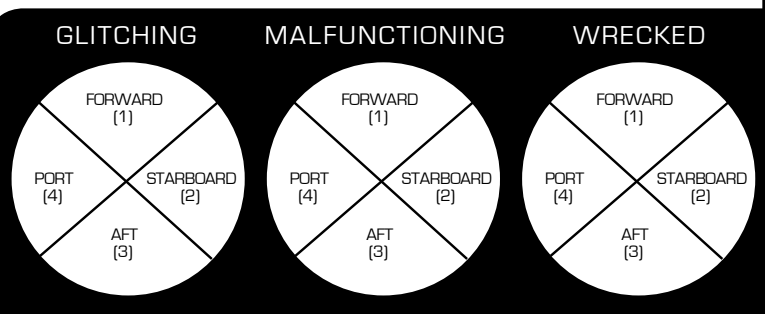 GLITCHING MALFUNCTIONING WRECKED
FORWARD
(1)
PORT
(4)
STARBOARD
(2)
AFT
(3)
FORWARD
(1)
PORT
(4)
STARBOARD
(2)
AFT
(3)
FORWARD
(1)
PORT
(4)
STARBOARD
(2)
AFT
(3)